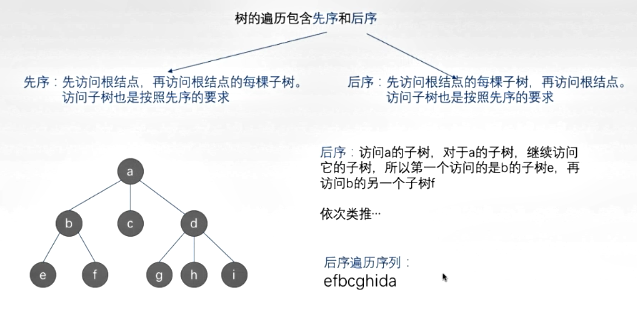 树的遍历包含先序和后序
先序：先访问根结点，再访问根结点的每棵子树。
访问子树也是按照先序的要求
后序：先访问根结点的每棵子树，再访问根结点。
访问子树也是按照先序的要求
后序：访问a的子树，对于a的子树，继续访问
它的子树，所以第一个访问的是b的子树e，再
访问b的另一个子树f
依次类推…
a
b
c
d
e
f
g
h
i
后序遍历序列：
efbcghida